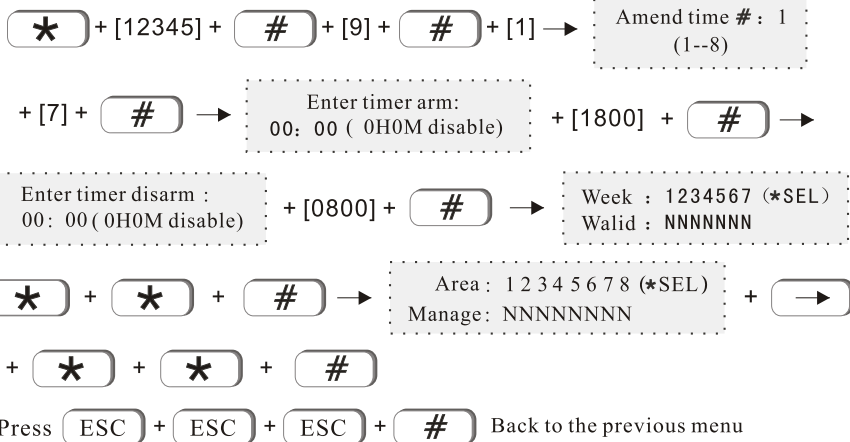 * + [12345] + # + [9] + # + [1] → Amend time #: 1
(1--8)
+ [7] + # → Enter timer arm:
00: 00 ( 0H0M disable) + [1800] + # →
Enter timer disarm :
00: 00 ( 0H0M disable) + [0800] + # → Week : 1234567 (*SEL)
Walid : NNNNNNN
* + * + # → Area : 1 2 3 4 5 6 7 8 (*SEL)
Manage: NNNNNNNN + →
+ * + * + #
Press ESC + ESC + ESC + # Back to the previous menu